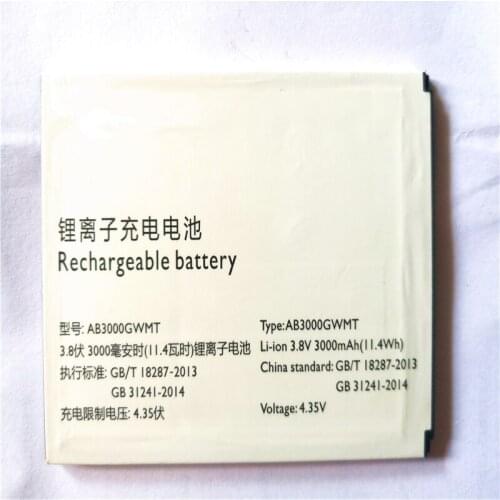 锂离子充电电池
Rechargeable battery
型号: AB3000GWMT
3.8伏 3000毫安时(11.4瓦时)锂离子电池
执行标准: GB/T 18287-2013
GB 31241-2014
充电限制电压: 4.35伏
Type:AB3000GWMT
Li-ion 3.8V 3000mAh(11.4Wh)
China standard: GB/T 18287-2013
GB 31241-2014
Voltage: 4.35V